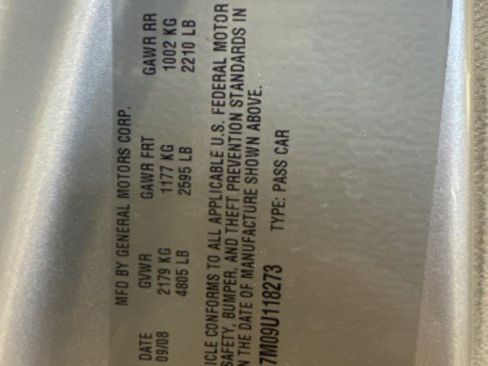 MFD BY GENERAL MOTORS CORP.
DATE GVWR GAWR FRT GAWR RR
09/08 2179 KG 1177 KG 1002 KG
4805 LB 2595 LB 2210 LB
ICLE CONFORMS TO ALL APPLICABLE U.S. FEDERAL MOTOR
SAFETY, BUMPER, AND THEFT PREVENTION STANDARDS IN
N THE DATE OF MANUFACTURE SHOWN ABOVE.
7M09U118273 TYPE: PASS CAR